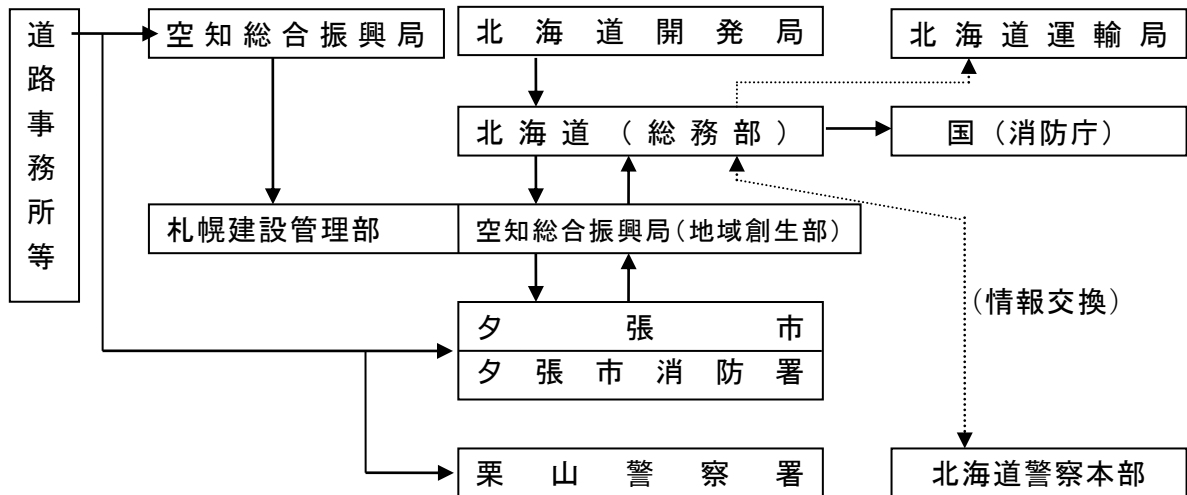 道路事務所等
空知総合振興局
北海道開発局
北海道運輸局
北海道(総務部)
国(消防庁)
札幌建設管理部
空知総合振興局(地域創生部)
夕張市
夕張市消防署
(情報交換)
栗山警察署
北海道警察本部